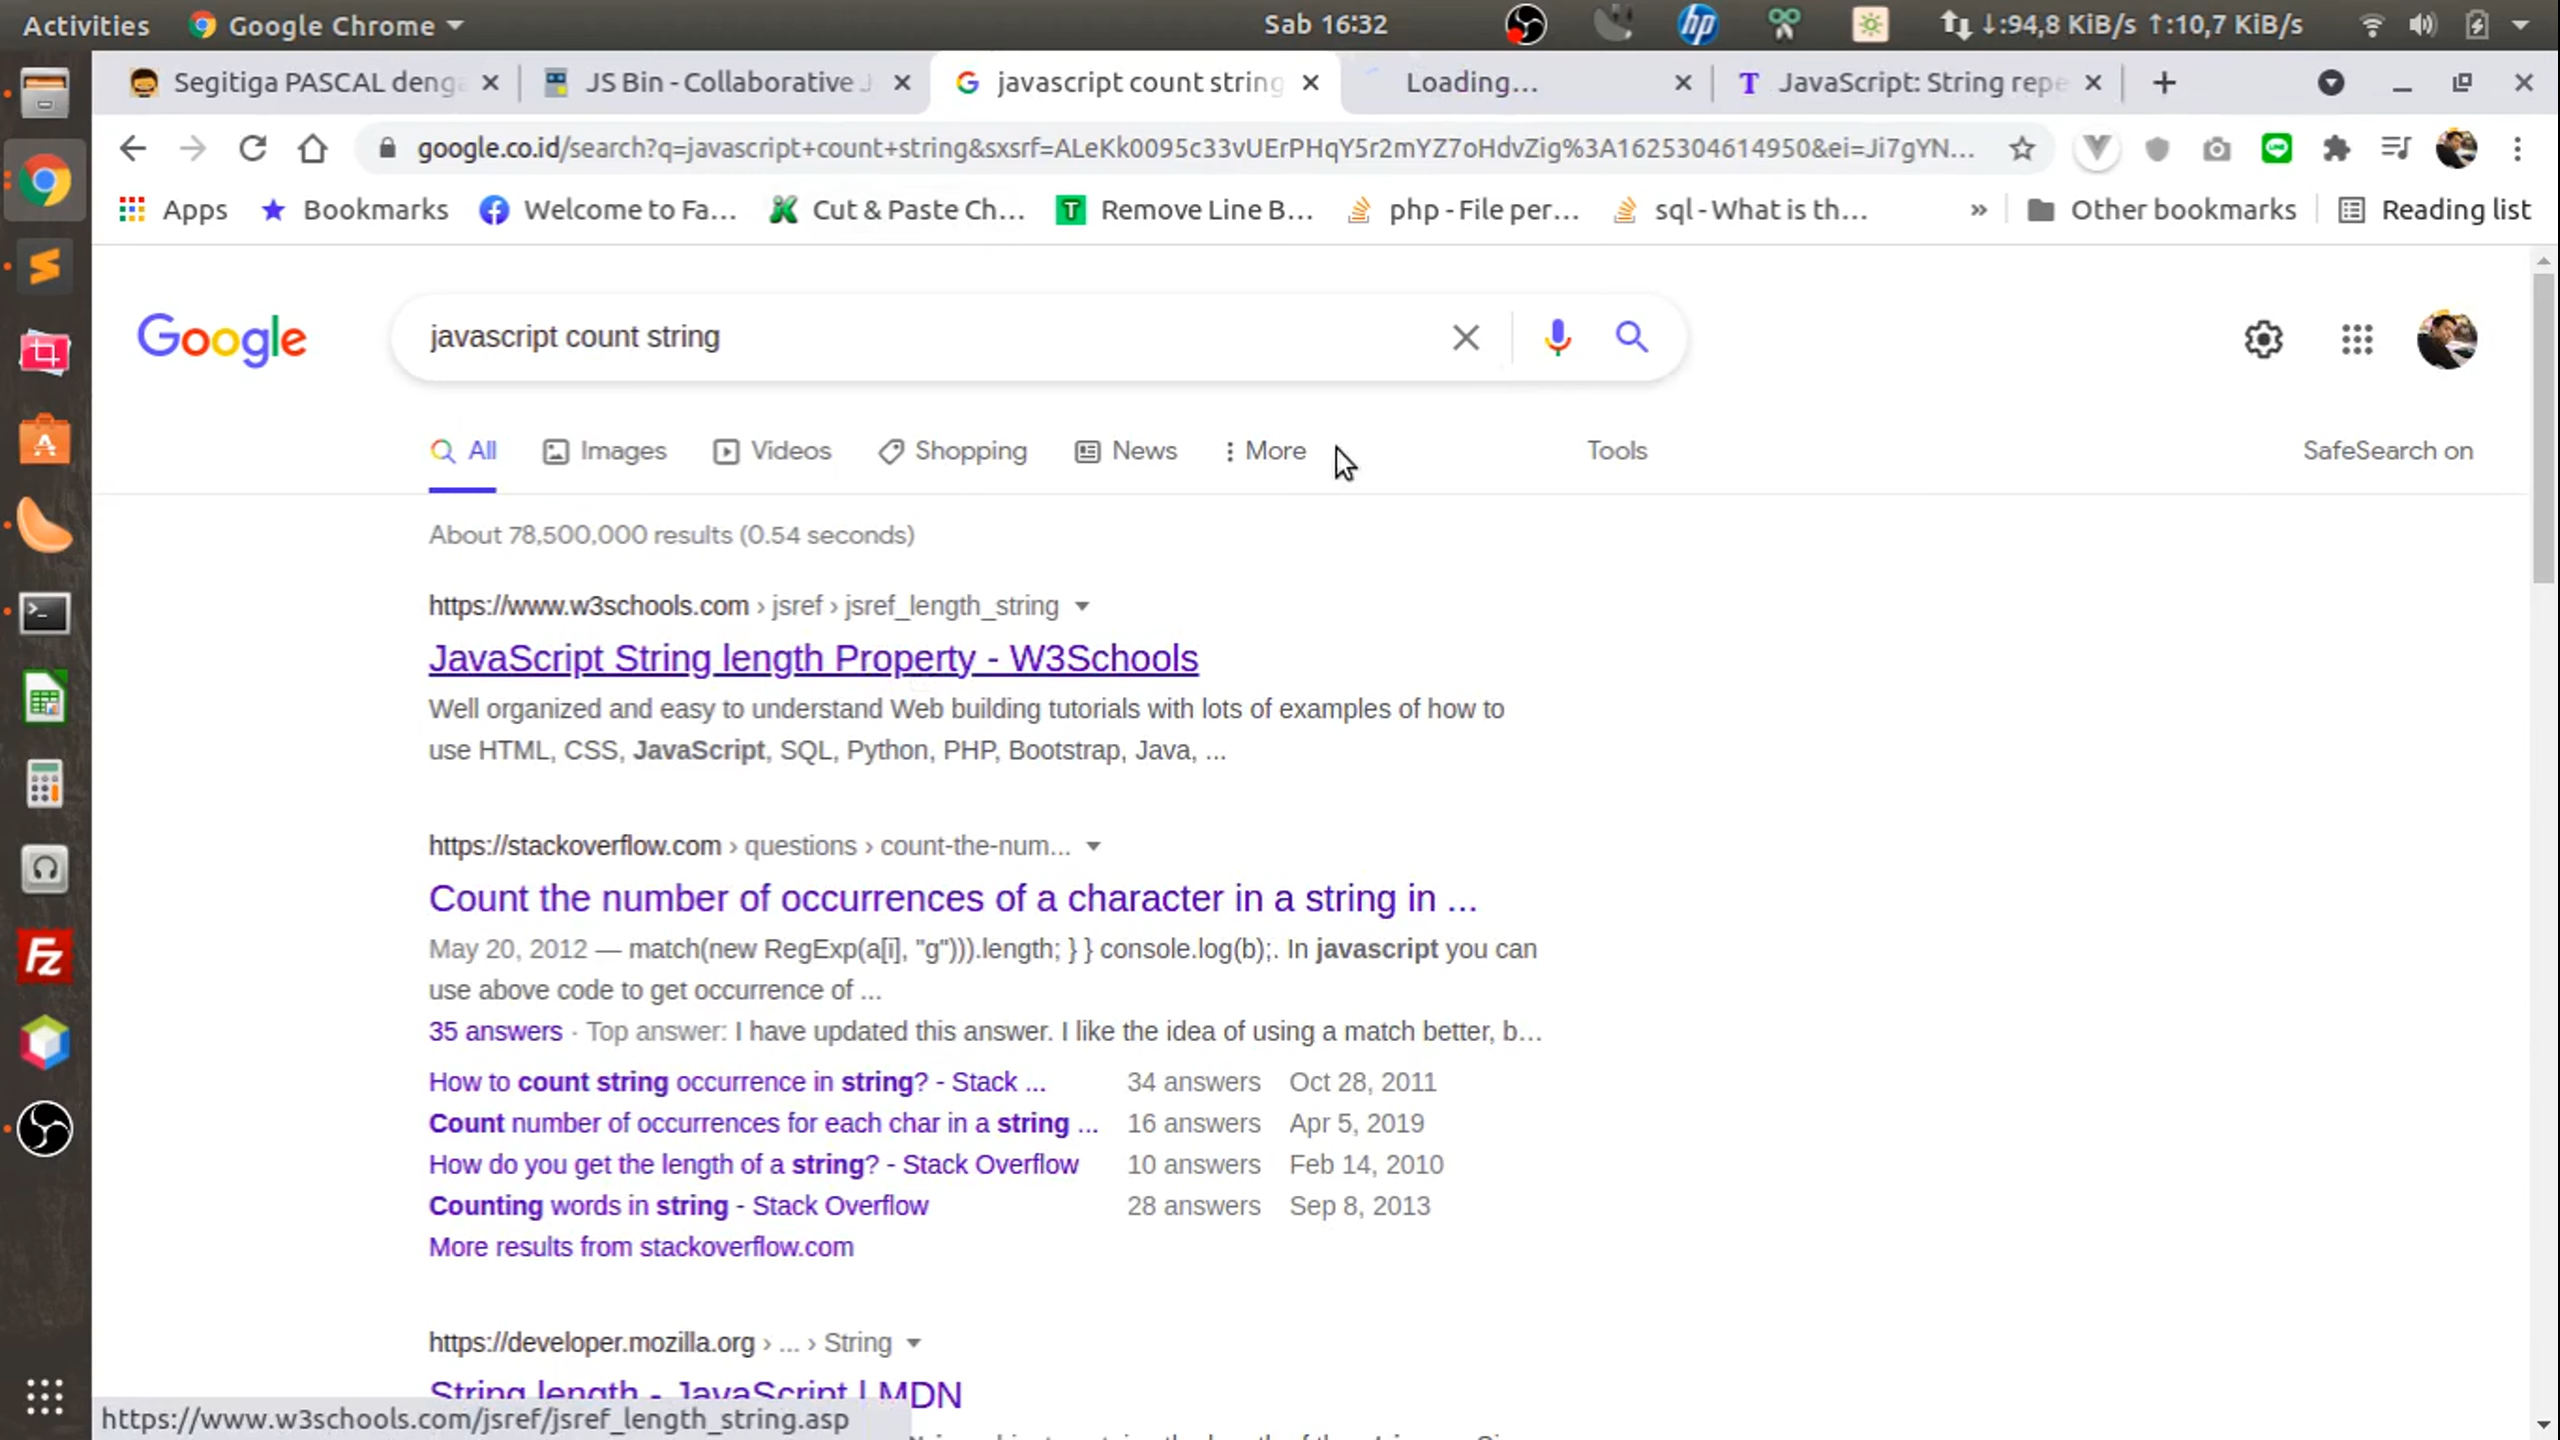 Activities Google Chrome Sab 16:32 ↓:94,8 KiB/s ↑:10,7 KiB/s
Segitiga PASCAL denga JS Bin - Collaborative J javascript count string Loading... JavaScript: String repe
google.co.id/search?q=javascript+count+string&sxsrf=ALeKk0095c33vUErPHqY5r2mYZ7oHdvZig%3A1625304614950&ei=Ji7gYN...
Apps Bookmarks Welcome to Fa... Cut & Paste Ch... Remove Line B... php - File per... sql - What is th... » Other bookmarks Reading list
Google javascript count string
All Images Videos Shopping News More Tools SafeSearch on
About 78,500,000 results (0.54 seconds)
https://www.w3schools.com › jsref › jsref_length_string
JavaScript String length Property - W3Schools
Well organized and easy to understand Web building tutorials with lots of examples of how to
use HTML, CSS, JavaScript, SQL, Python, PHP, Bootstrap, Java, ...
https://stackoverflow.com › questions › count-the-num...
Count the number of occurrences of a character in a string in ...
May 20, 2012 — match(new RegExp(a[i], "g"))).length; } } console.log(b);. In javascript you can
use above code to get occurrence of ...
35 answers · Top answer: I have updated this answer. I like the idea of using a match better, b...
How to count string occurrence in string? - Stack ... 34 answers Oct 28, 2011
Count number of occurrences for each char in a string ... 16 answers Apr 5, 2019
How do you get the length of a string? - Stack Overflow 10 answers Feb 14, 2010
Counting words in string - Stack Overflow 28 answers Sep 8, 2013
More results from stackoverflow.com
https://developer.mozilla.org › ... › String
String length - JavaScript | MDN
https://www.w3schools.com/jsref/jsref_length_string.asp